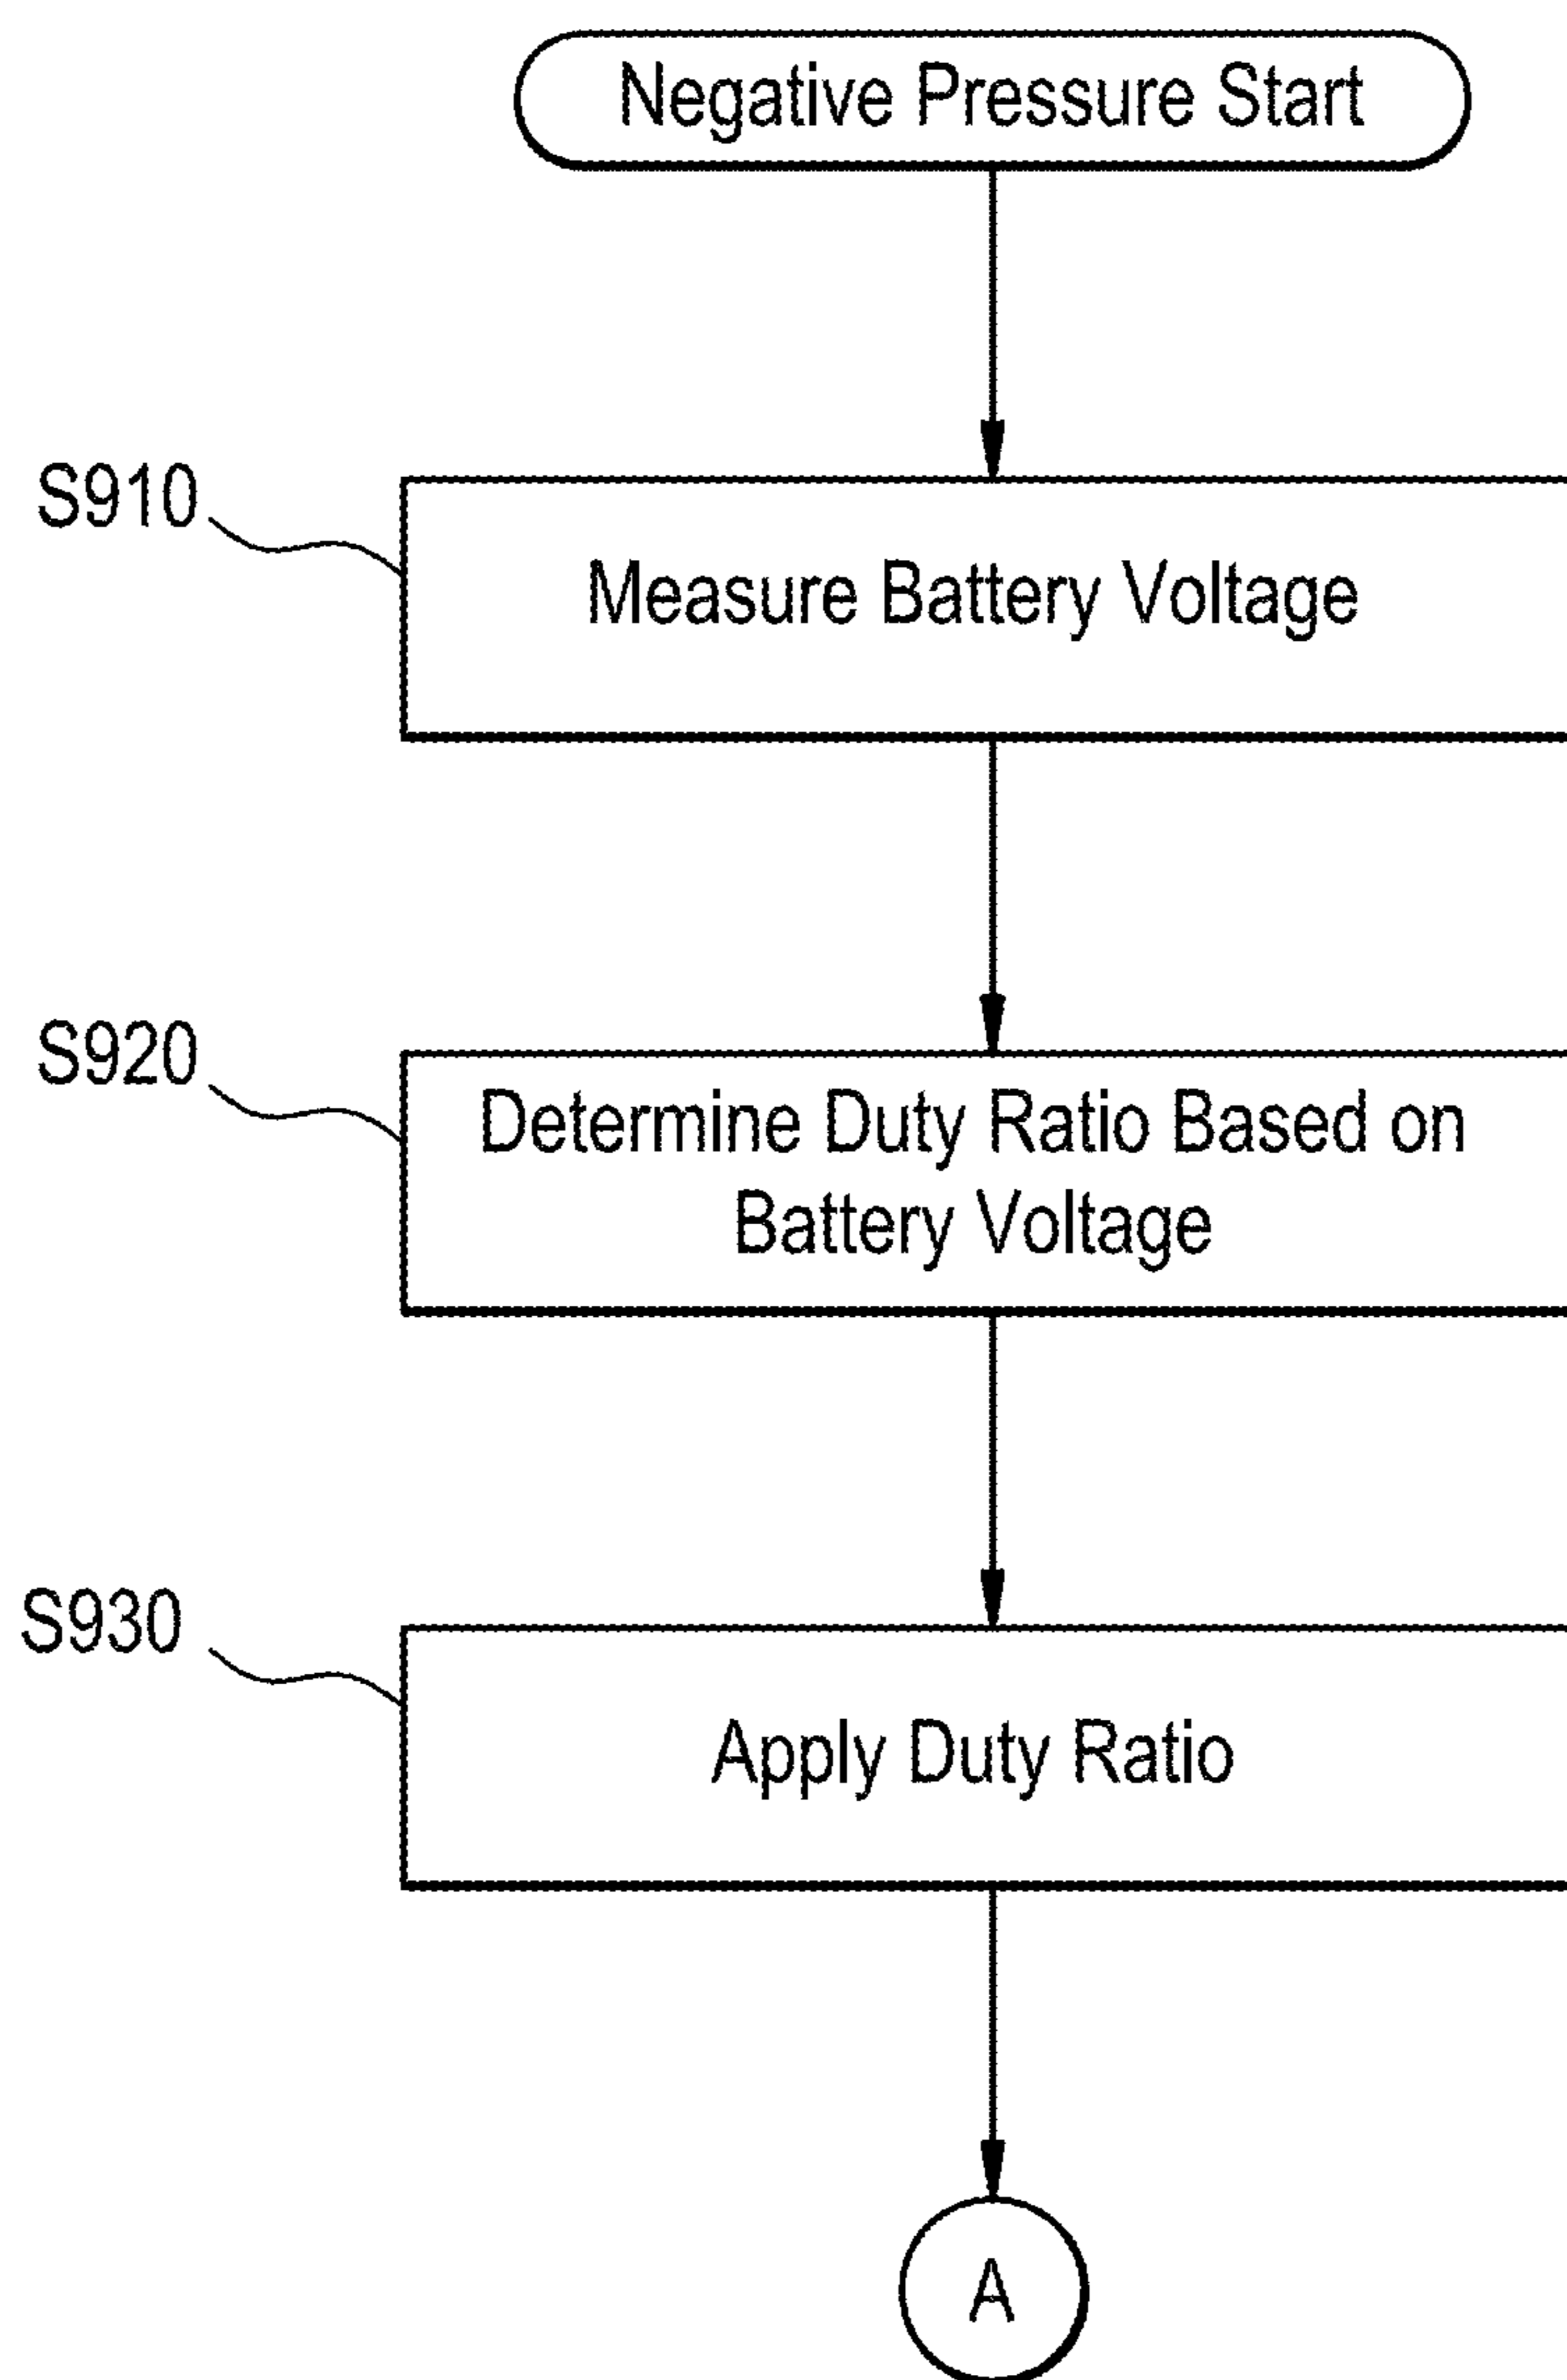 Negative Pressure Start
S910
Measure Battery Voltage
S920
Determine Duty Ratio Based on
Battery Voltage
S930
Apply Duty Ratio
A